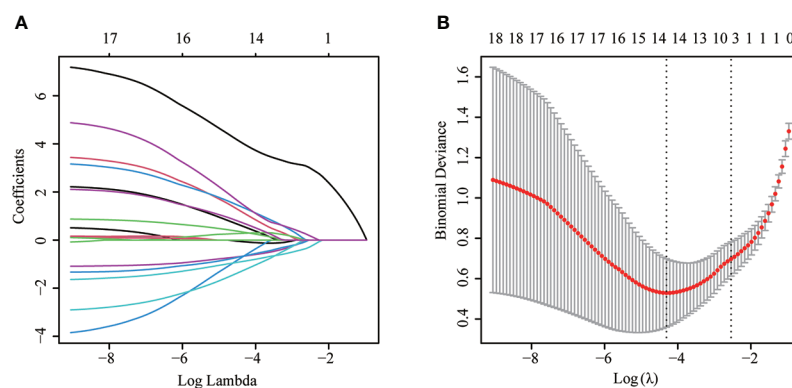 A
17 16 14 1
6
4
2
0
−2
−4
Coefficients
−8 −6 −4 −2
Log Lambda
B
18 18 17 16 17 17 16 15 14 14 13 10 3 1 1 1 0
1.6
1.4
1.2
1.0
0.8
0.6
0.4
Binomial Deviance
−8 −6 −4 −2
Log (λ)